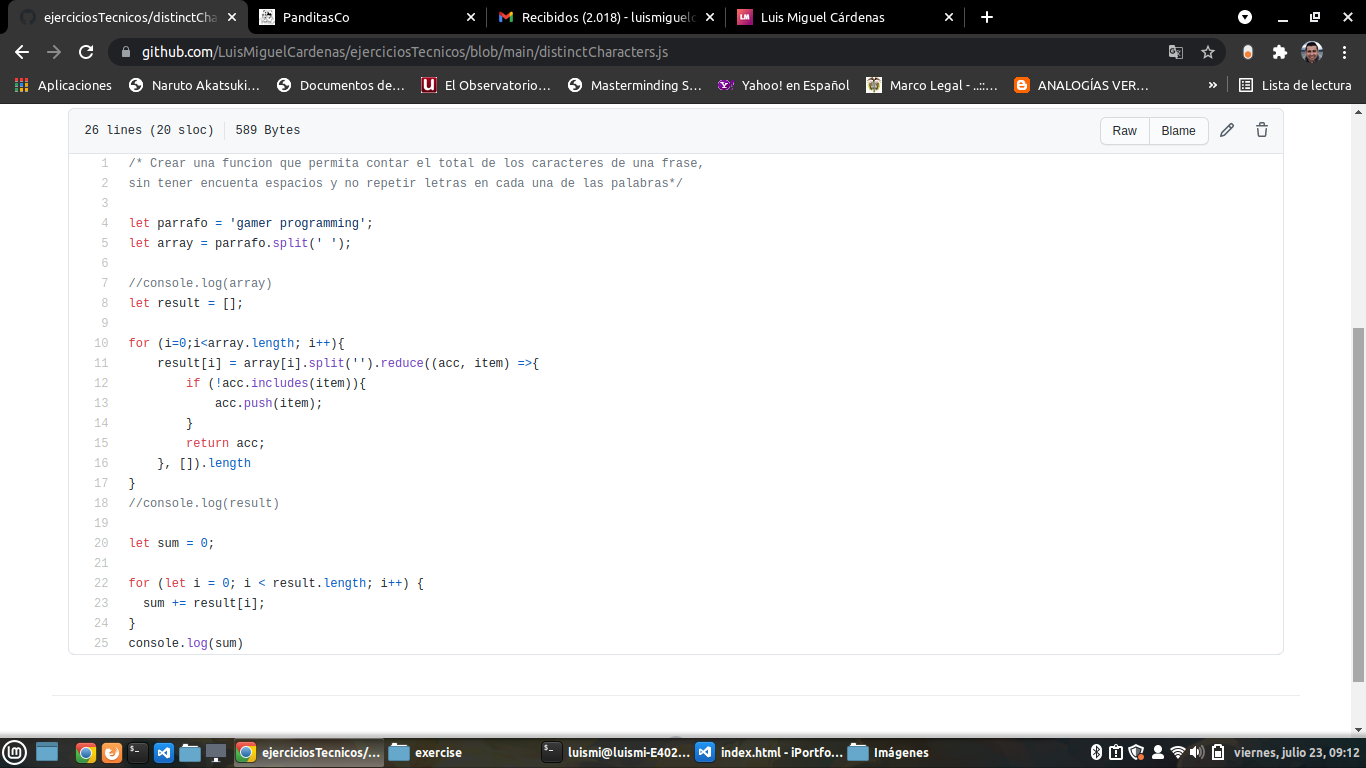 ejerciciosTecnicos/distinctCha
PanditasCo
Recibidos (2.018) - luismiguelc
LM Luis Miguel Cárdenas
github.com/LuisMiguelCardenas/ejerciciosTecnicos/blob/main/distinctCharacters.js
Aplicaciones
Naruto Akatsuki...
Documentos de...
El Observatorio...
Masterminding S...
Yahoo! en Español
Marco Legal - ..::...
ANALOGÍAS VER...
»
Lista de lectura
26 lines (20 sloc) 589 Bytes
Raw Blame
1 /* Crear una funcion que permita contar el total de los caracteres de una frase,
2 sin tener encuenta espacios y no repetir letras en cada una de las palabras*/
3
4 let parrafo = 'gamer programming';
5 let array = parrafo.split(' ');
6
7 //console.log(array)
8 let result = [];
9
10 for (i=0;i<array.length; i++){
11     result[i] = array[i].split('').reduce((acc, item) =>{
12         if (!acc.includes(item)){
13             acc.push(item);
14         }
15         return acc;
16     }, []).length
17 }
18 //console.log(result)
19
20 let sum = 0;
21
22 for (let i = 0; i < result.length; i++) {
23   sum += result[i];
24 }
25 console.log(sum)
ejerciciosTecnicos/...
exercise
luismi@luismi-E402...
index.html - iPortfo...
Imágenes
viernes, julio 23, 09:12